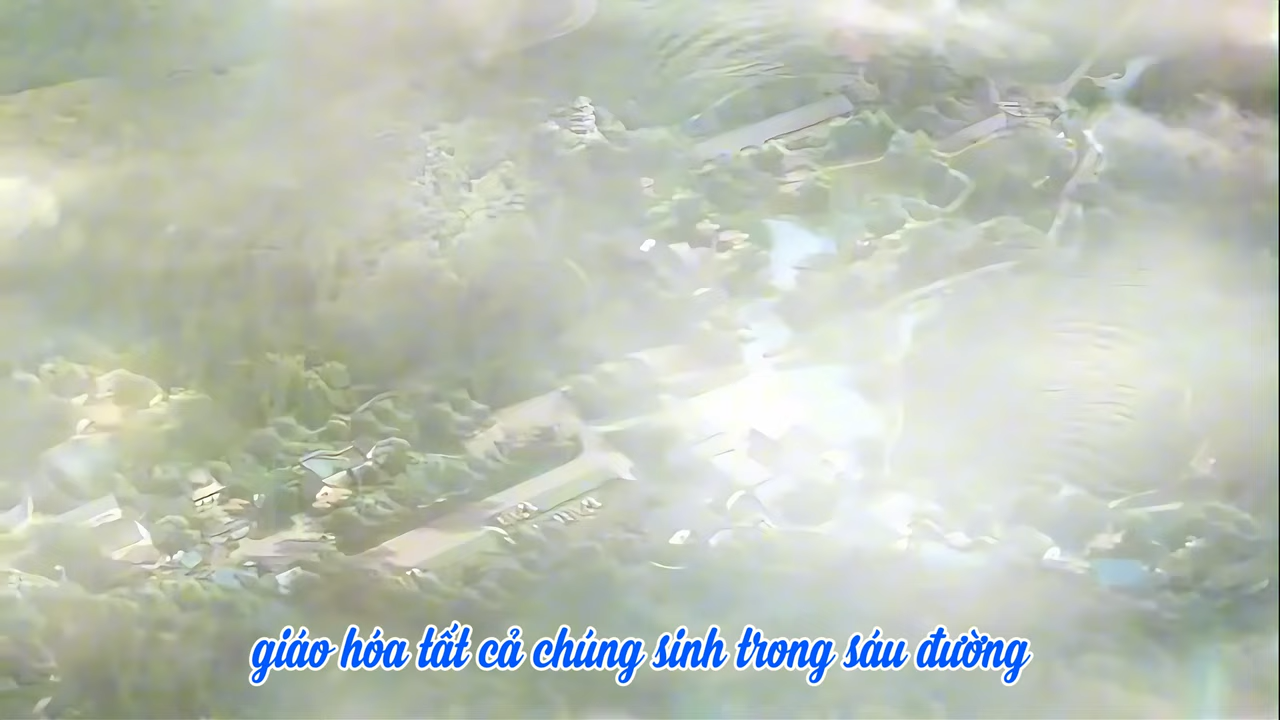 giáo hóa tất cả chúng sinh trong sáu đường